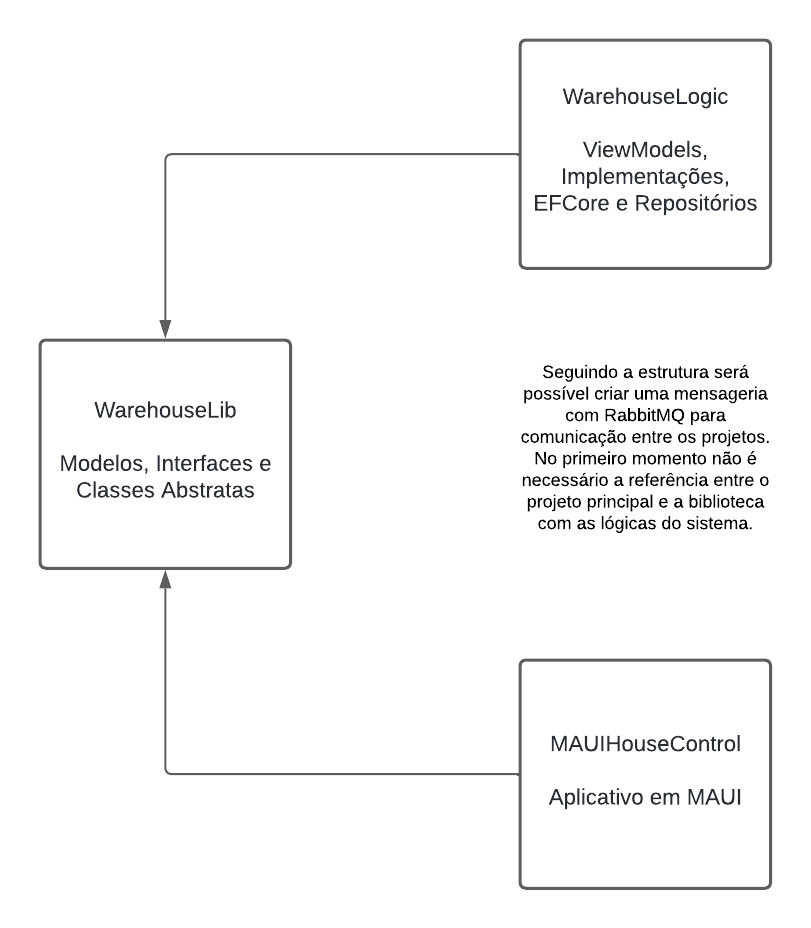 WarehouseLogic
ViewModels,
Implementações,
EFCore e Repositórios
WarehouseLib
Modelos, Interfaces e
Classes Abstratas
Seguindo a estrutura será
possível criar uma mensageria
com RabbitMQ para
comunicação entre os projetos.
No primeiro momento não é
necessário a referência entre o
projeto principal e a biblioteca
com as lógicas do sistema.
MAUIHouseControl
Aplicativo em MAUI